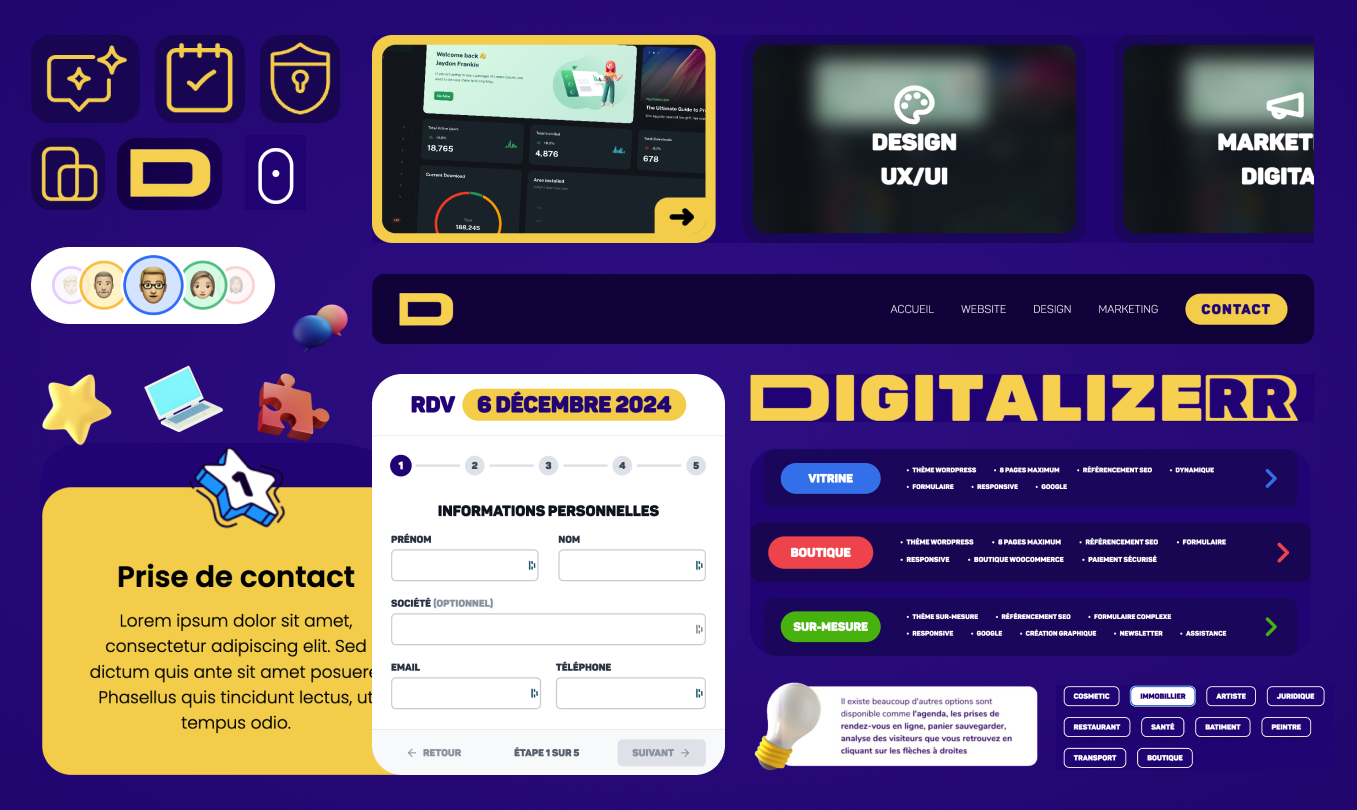 Welcome back 👋
Jaydon Frankie
Go Now
The Ultimate Guide to Pr
Total Active Users
18,765
Total Installed
4,876
Total Downloads
678
Current Download
Total
188,245
Area Installed
DESIGN
UX/UI
MARKETI
DIGITA
ACCUEIL
WEBSITE
DESIGN
MARKETING
CONTACT
1
Prise de contact
Lorem ipsum dolor sit amet,
consectetur adipiscing elit. Sed
dictum quis ante sit amet posuere
Phasellus quis tincidunt lectus, ut
tempus odio.
RDV 6 DÉCEMBRE 2024
1 2 3 4 5
INFORMATIONS PERSONNELLES
PRÉNOM
NOM
SOCIÉTÉ (OPTIONNEL)
EMAIL
TÉLÉPHONE
← RETOUR
ÉTAPE 1 SUR 5
SUIVANT →
DIGITALIZERR
VITRINE
• THÈME WORDPRESS • 8 PAGES MAXIMUM • RÉFÉRENCEMENT SEO • DYNAMIQUE
• FORMULAIRE • RESPONSIVE • GOOGLE
BOUTIQUE
• THÈME WORDPRESS • 8 PAGES MAXIMUM • RÉFÉRENCEMENT SEO • FORMULAIRE
• RESPONSIVE • BOUTIQUE WOOCOMMERCE • PAIEMENT SÉCURISÉ
SUR-MESURE
• THÈME SUR-MESURE • RÉFÉRENCEMENT SEO • FORMULAIRE COMPLEXE
• RESPONSIVE • GOOGLE • CRÉATION GRAPHIQUE • NEWSLETTER • ASSISTANCE
Il existe beaucoup d'autres options sont
disponible comme l'agenda, les prises de
rendez-vous en ligne, panier sauvegarder,
analyse des visiteurs que vous retrouvez en
cliquant sur les flèches à droites
COSMETIC IMMOBILLIER ARTISTE JURIDIQUE
RESTAURANT SANTÉ BATIMENT PEINTRE
TRANSPORT BOUTIQUE